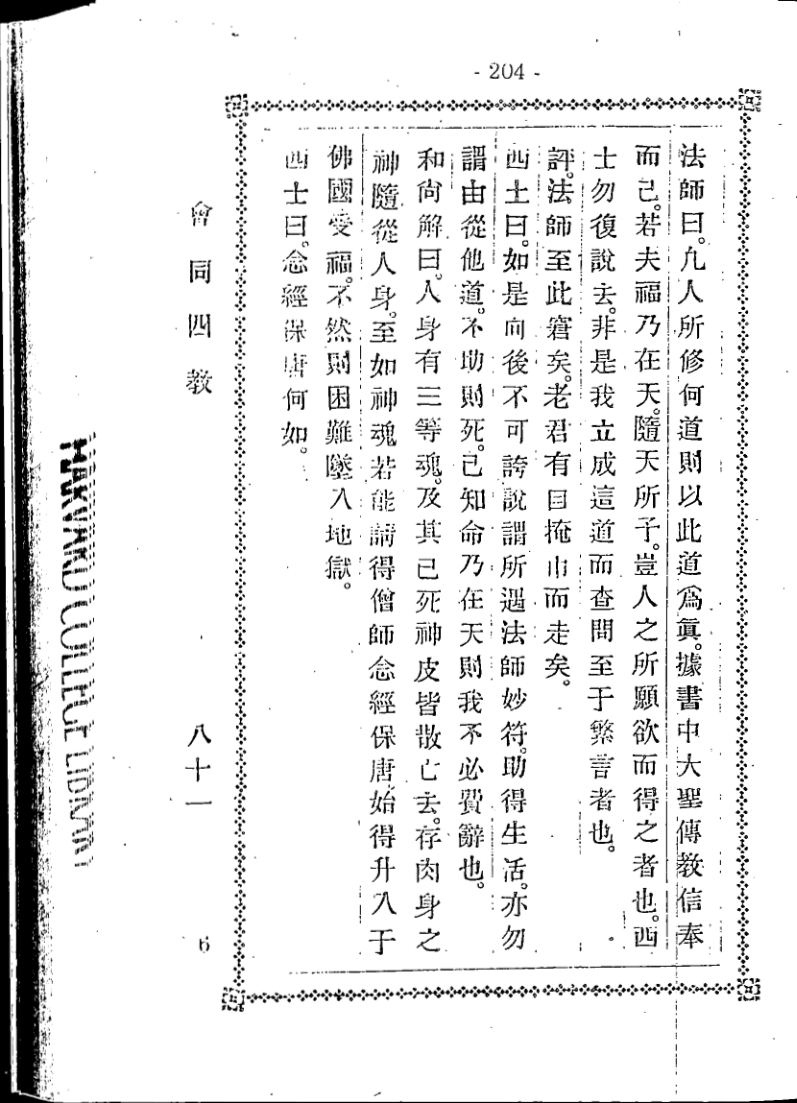 - 204 -
法師曰。凢人所修何道則以此道爲眞。據書中大聖傳敎信奉
而己。若夫福乃在天。隨天所予。豈人之所願欲而得之者也。西
士勿復說去。非是我立成這道而查問至于繁言者也。
評。法師至此窘矣。老君有目掩巾而走矣。
西士曰。如是向後不可誇說謂所遇法師妙符。助得生活。亦勿
謂由從他道。不助則死。己知命乃在天則我不必費辭也。
和尙解曰。人身有三等魂。及其已死神皮皆散亡去。存肉身之
神隨從人身。至如神魂若能請得僧師念經保唐始得升入于
佛國受福。不然則困難墜入地獄。
西士曰。念經保唐何如。
會同四敎
八十一
6
HARVARD COLLEGE LIBRARY